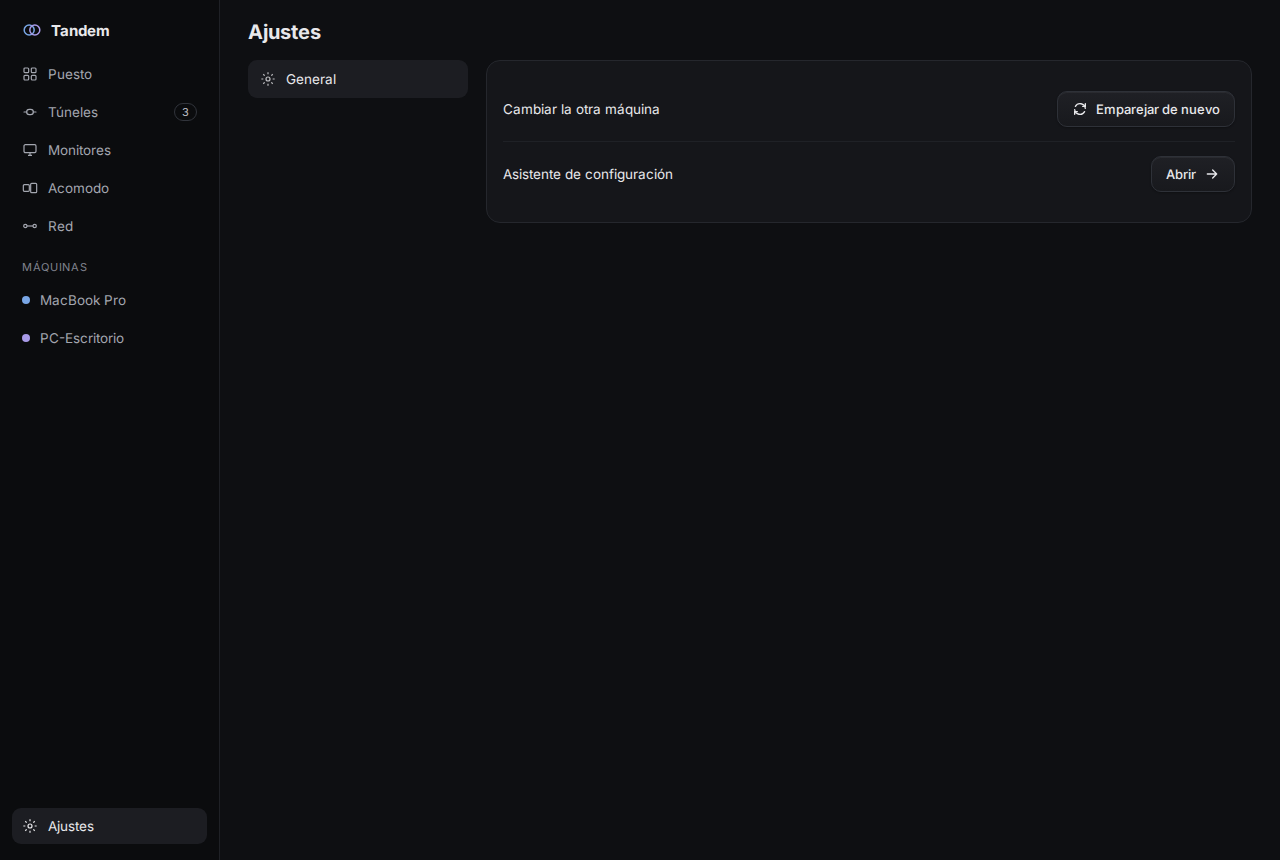 Tandem
Puesto
Túneles 3
Monitores
Acomodo
Red
MÁQUINAS
MacBook Pro
PC-Escritorio
Ajustes
Ajustes
General
Cambiar la otra máquina
Emparejar de nuevo
Asistente de configuración
Abrir